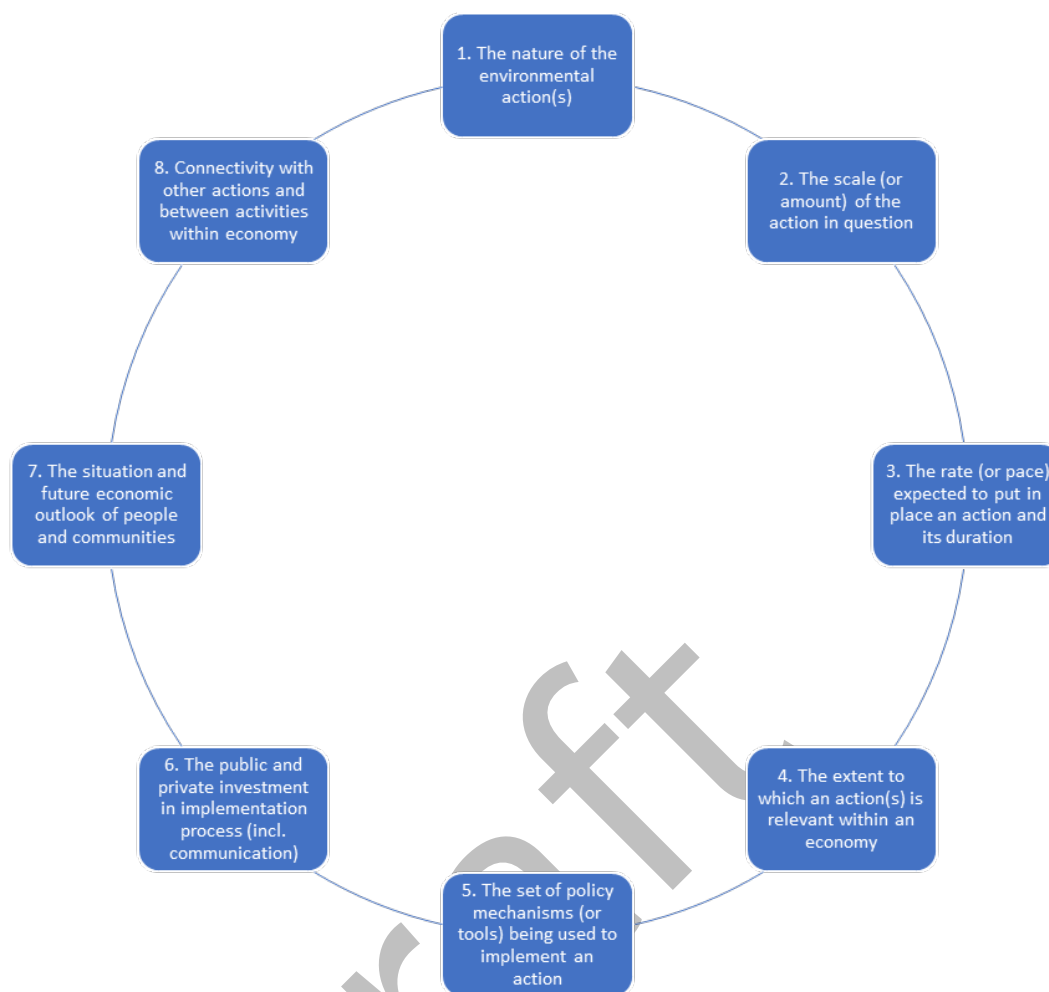 1. The nature of the
environmental
action(s)
2. The scale (or
amount) of the
action in question
3. The rate (or pace)
expected to put in
place an action and
its duration
4. The extent to
which an action(s) is
relevant within an
economy
5. The set of policy
mechanisms (or
tools) being used to
implement an
action
6. The public and
private investment
in implementation
process (incl.
communication)
7. The situation and
future economic
outlook of people
and communities
8. Connectivity with
other actions and
between activities
within economy